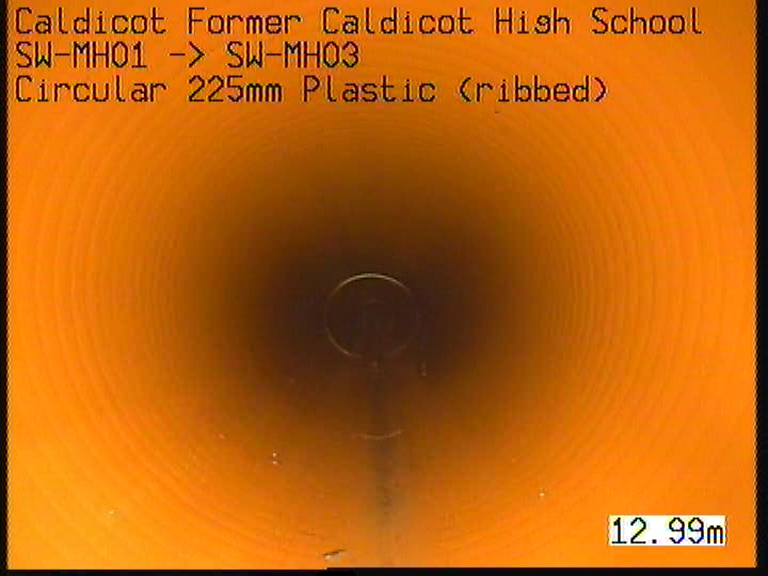 Caldicot Former Caldicot High School
SW-MH01 -> SW-MH03
Circular 225mm Plastic (ribbed)
12.99m